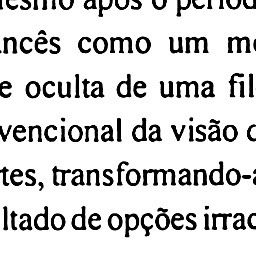 esmo após o períod
ncês como um m
e oculta de uma fil
vencional da visão
tes, transformando-a
ltado de opções irrac